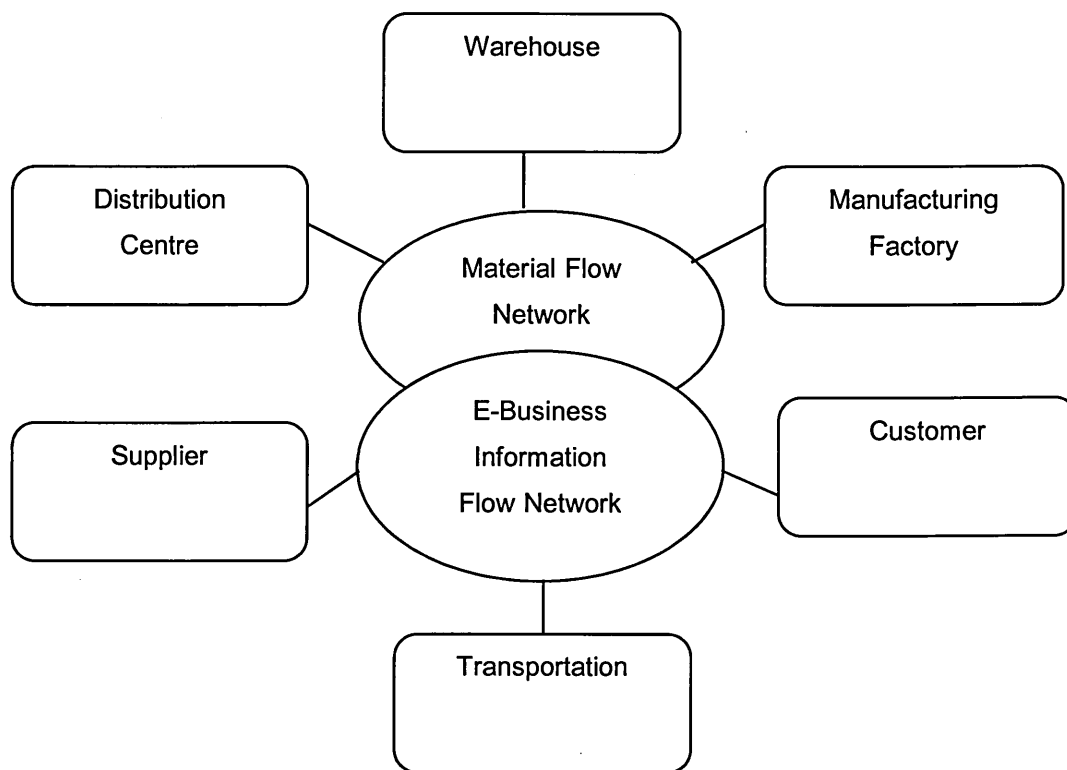 Warehouse
Distribution
Centre
Manufacturing
Factory
Material Flow
Network
E-Business
Information
Flow Network
Supplier
Customer
Transportation